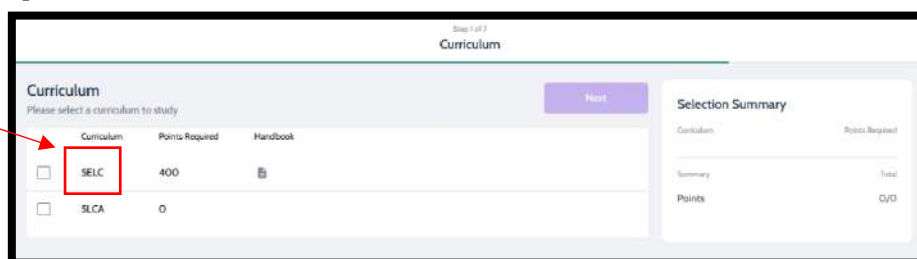 Step 1 of 7
Curriculum
Curriculum
Please select a curriculum to study
Next
Curriculum Points Required Handbook
SELC 400
SLCA 0
Selection Summary
Curriculum Points Required
Summary Total
Points 0/0